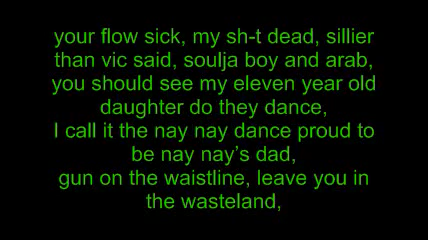 your flow sick, my sh-t dead, sillier
than vic said, soulja boy and arab,
you should see my eleven year old
daughter do they dance,
I call it the nay nay dance proud to
be nay nay's dad,
gun on the waistline, leave you in
the wasteland,